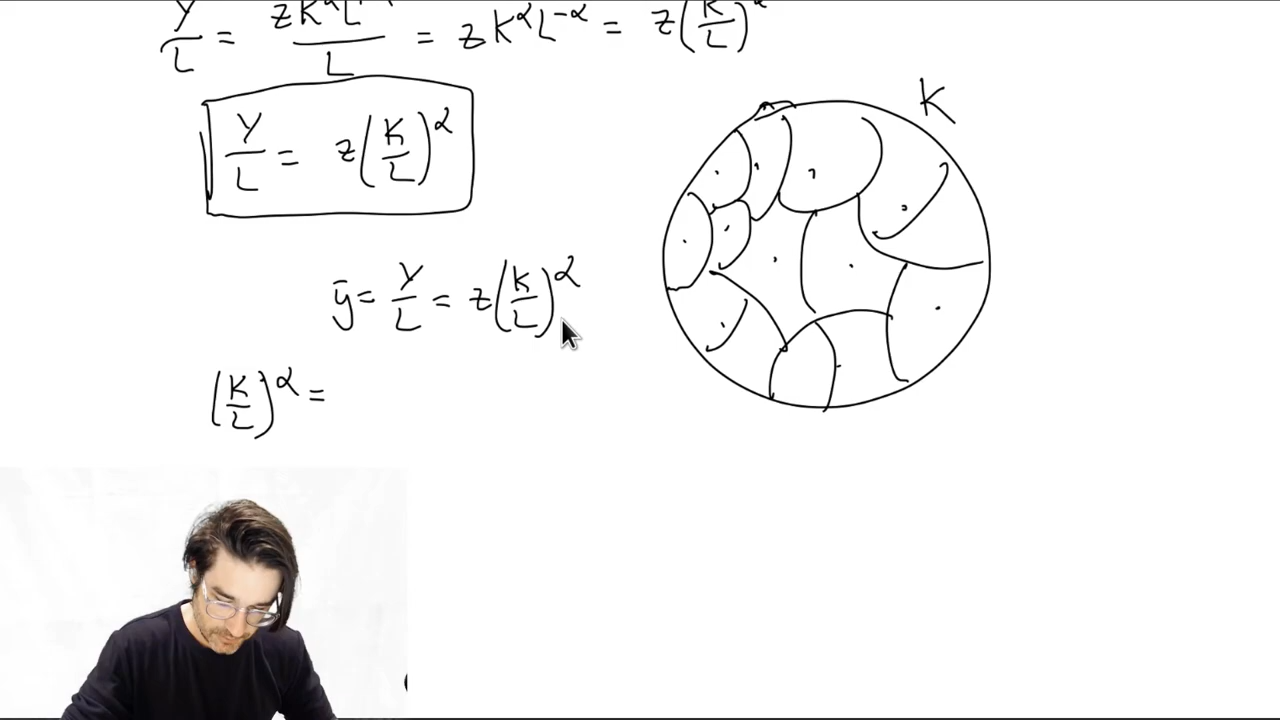 Y/L = zK^αL^1-α/L = zK^αL^-α = z(K/L)^α
K
Y/L = z(K/L)^α
ȳ = Y/L = z(K/L)^α
(K/L)^α =